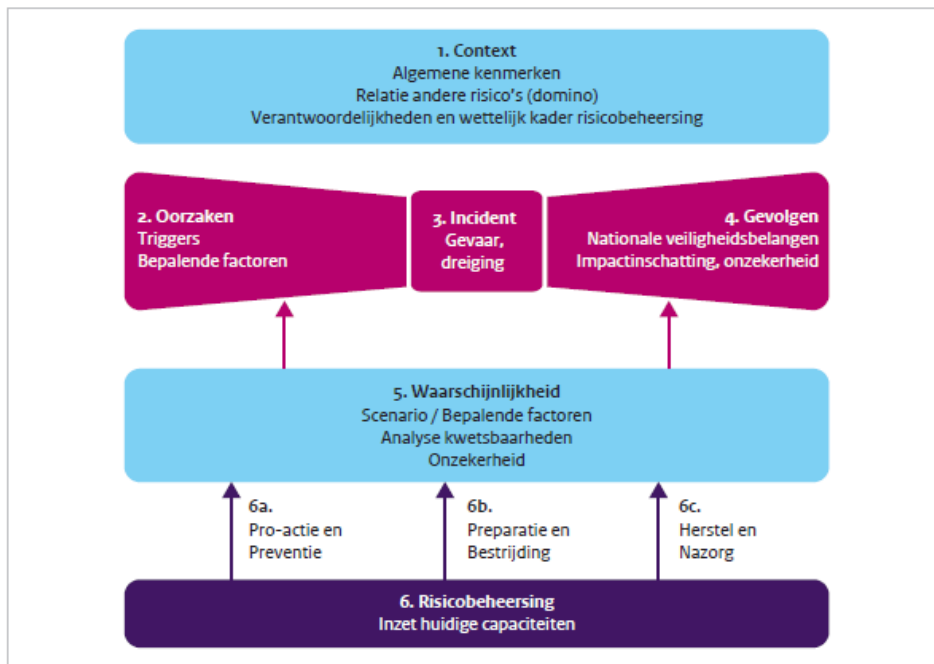 1. Context
Algemene kenmerken
Relatie andere risico's (domino)
Verantwoordelijkheden en wettelijk kader risicobeheersing
2. Oorzaken
Triggers
Bepalende factoren
3. Incident
Gevaar,
dreiging
4. Gevolgen
Nationale veiligheidsbelangen
Impactinschatting, onzekerheid
5. Waarschijnlijkheid
Scenario / Bepalende factoren
Analyse kwetsbaarheden
Onzekerheid
6a.
Pro-actie en
Preventie
6b.
Preparatie en
Bestrijding
6c.
Herstel en
Nazorg
6. Risicobeheersing
Inzet huidige capaciteiten